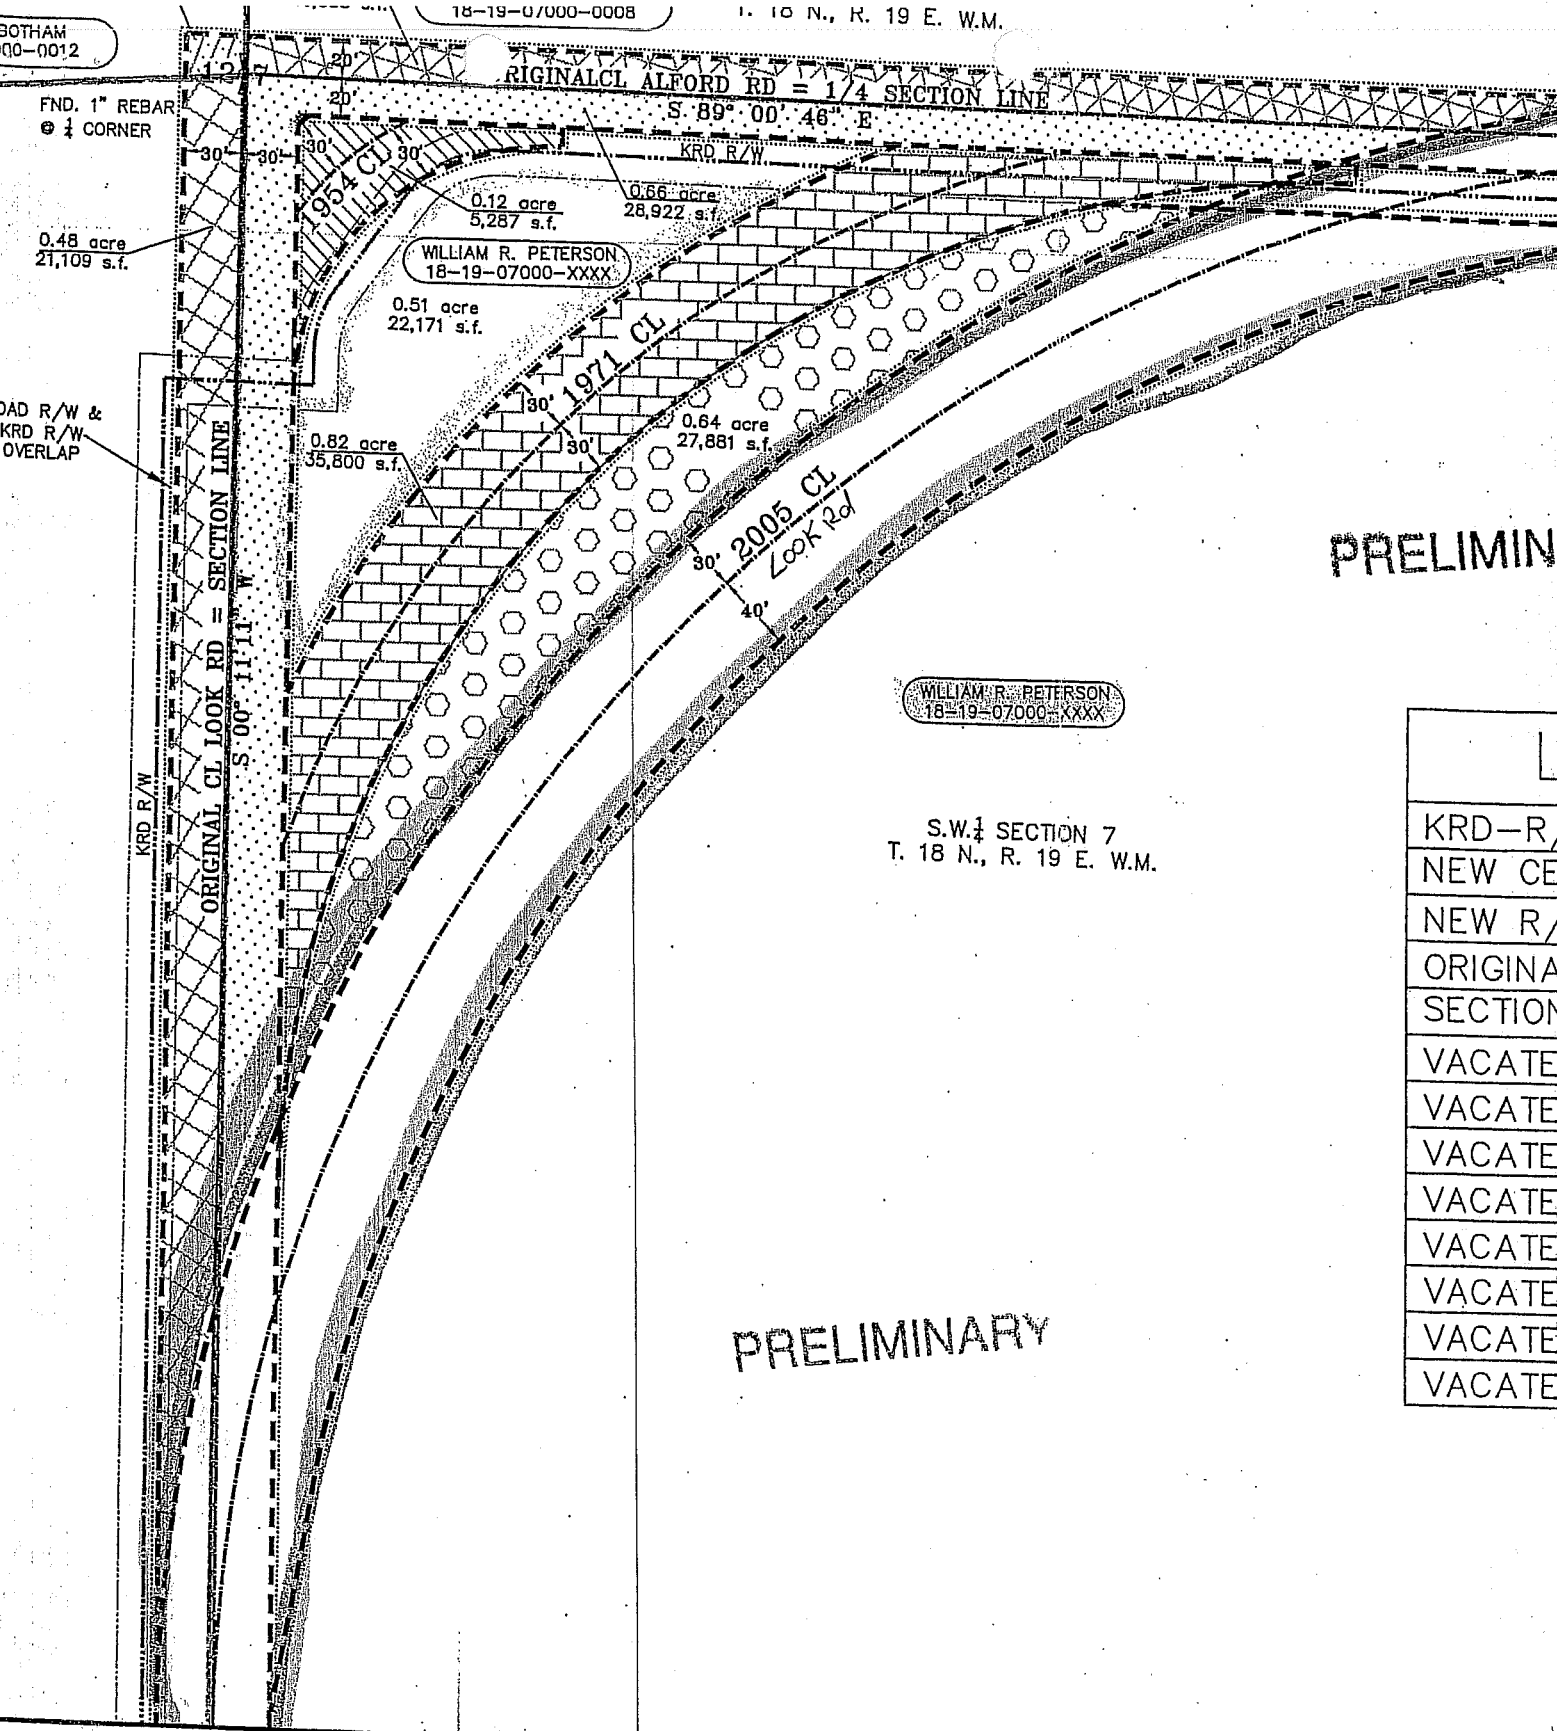 18-19-07000-0008
T. 18 N., R. 19 E. W.M.
00-0012
12 7
20'
RIGINALCL ALFORD RD = 1/4 SECTION LINE
FND. 1" REBAR
@ 1/4 CORNER
20'
S 89° 00' 46" E
30' 30' 30' 30'
KRD R/W
954 CL
0.12 acre
5,287 s.f.
0.66 acre
28,922 s.f.
0.48 acre
21,109 s.f.
WILLIAM R. PETERSON
18-19-07000-XXXX
0.51 acre
22,171 s.f.
1971 CL
30'
30'
OAD R/W &
KRD R/W
OVERLAP
0.82 acre
35,800 s.f.
0.64 acre
27,881 s.f.
2005 CL
Look Rd
30'
40'
ORIGINAL CL LOOK RD = SECTION LINE
S 00° 11' 11" W
KRD R/W
PRELIMIN
WILLIAM R. PETERSON
18-19-07000-XXXX
S.W.1/4 SECTION 7
T. 18 N., R. 19 E. W.M.
L
KRD-R/
NEW CE
NEW R/
ORIGINA
SECTION
VACATE
VACATE
VACATE
VACATE
VACATE
VACATE
VACATE
VACATE
PRELIMINARY